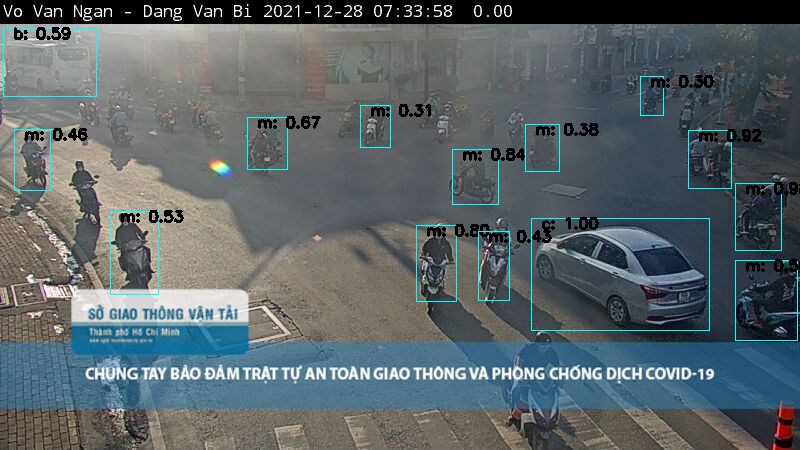 Vo Van Ngan - Dang Van Bi 2021-12-28 07:33:58 0.00
b: 0.59
m: 0.30
m: 0.31
m: 0.67
m: 0.38
m: 0.46
m: 0.92
m: 0.84
m: 0.53
m: 0.80
m: 0.43
c: 1.00
SỞ GIAO THÔNG VẬN TẢI
Thành phố Hồ Chí Minh
CHUNG TAY BẢO ĐẢM TRẬT TỰ AN TOÀN GIAO THÔNG VÀ PHÒNG CHỐNG DỊCH COVID-19